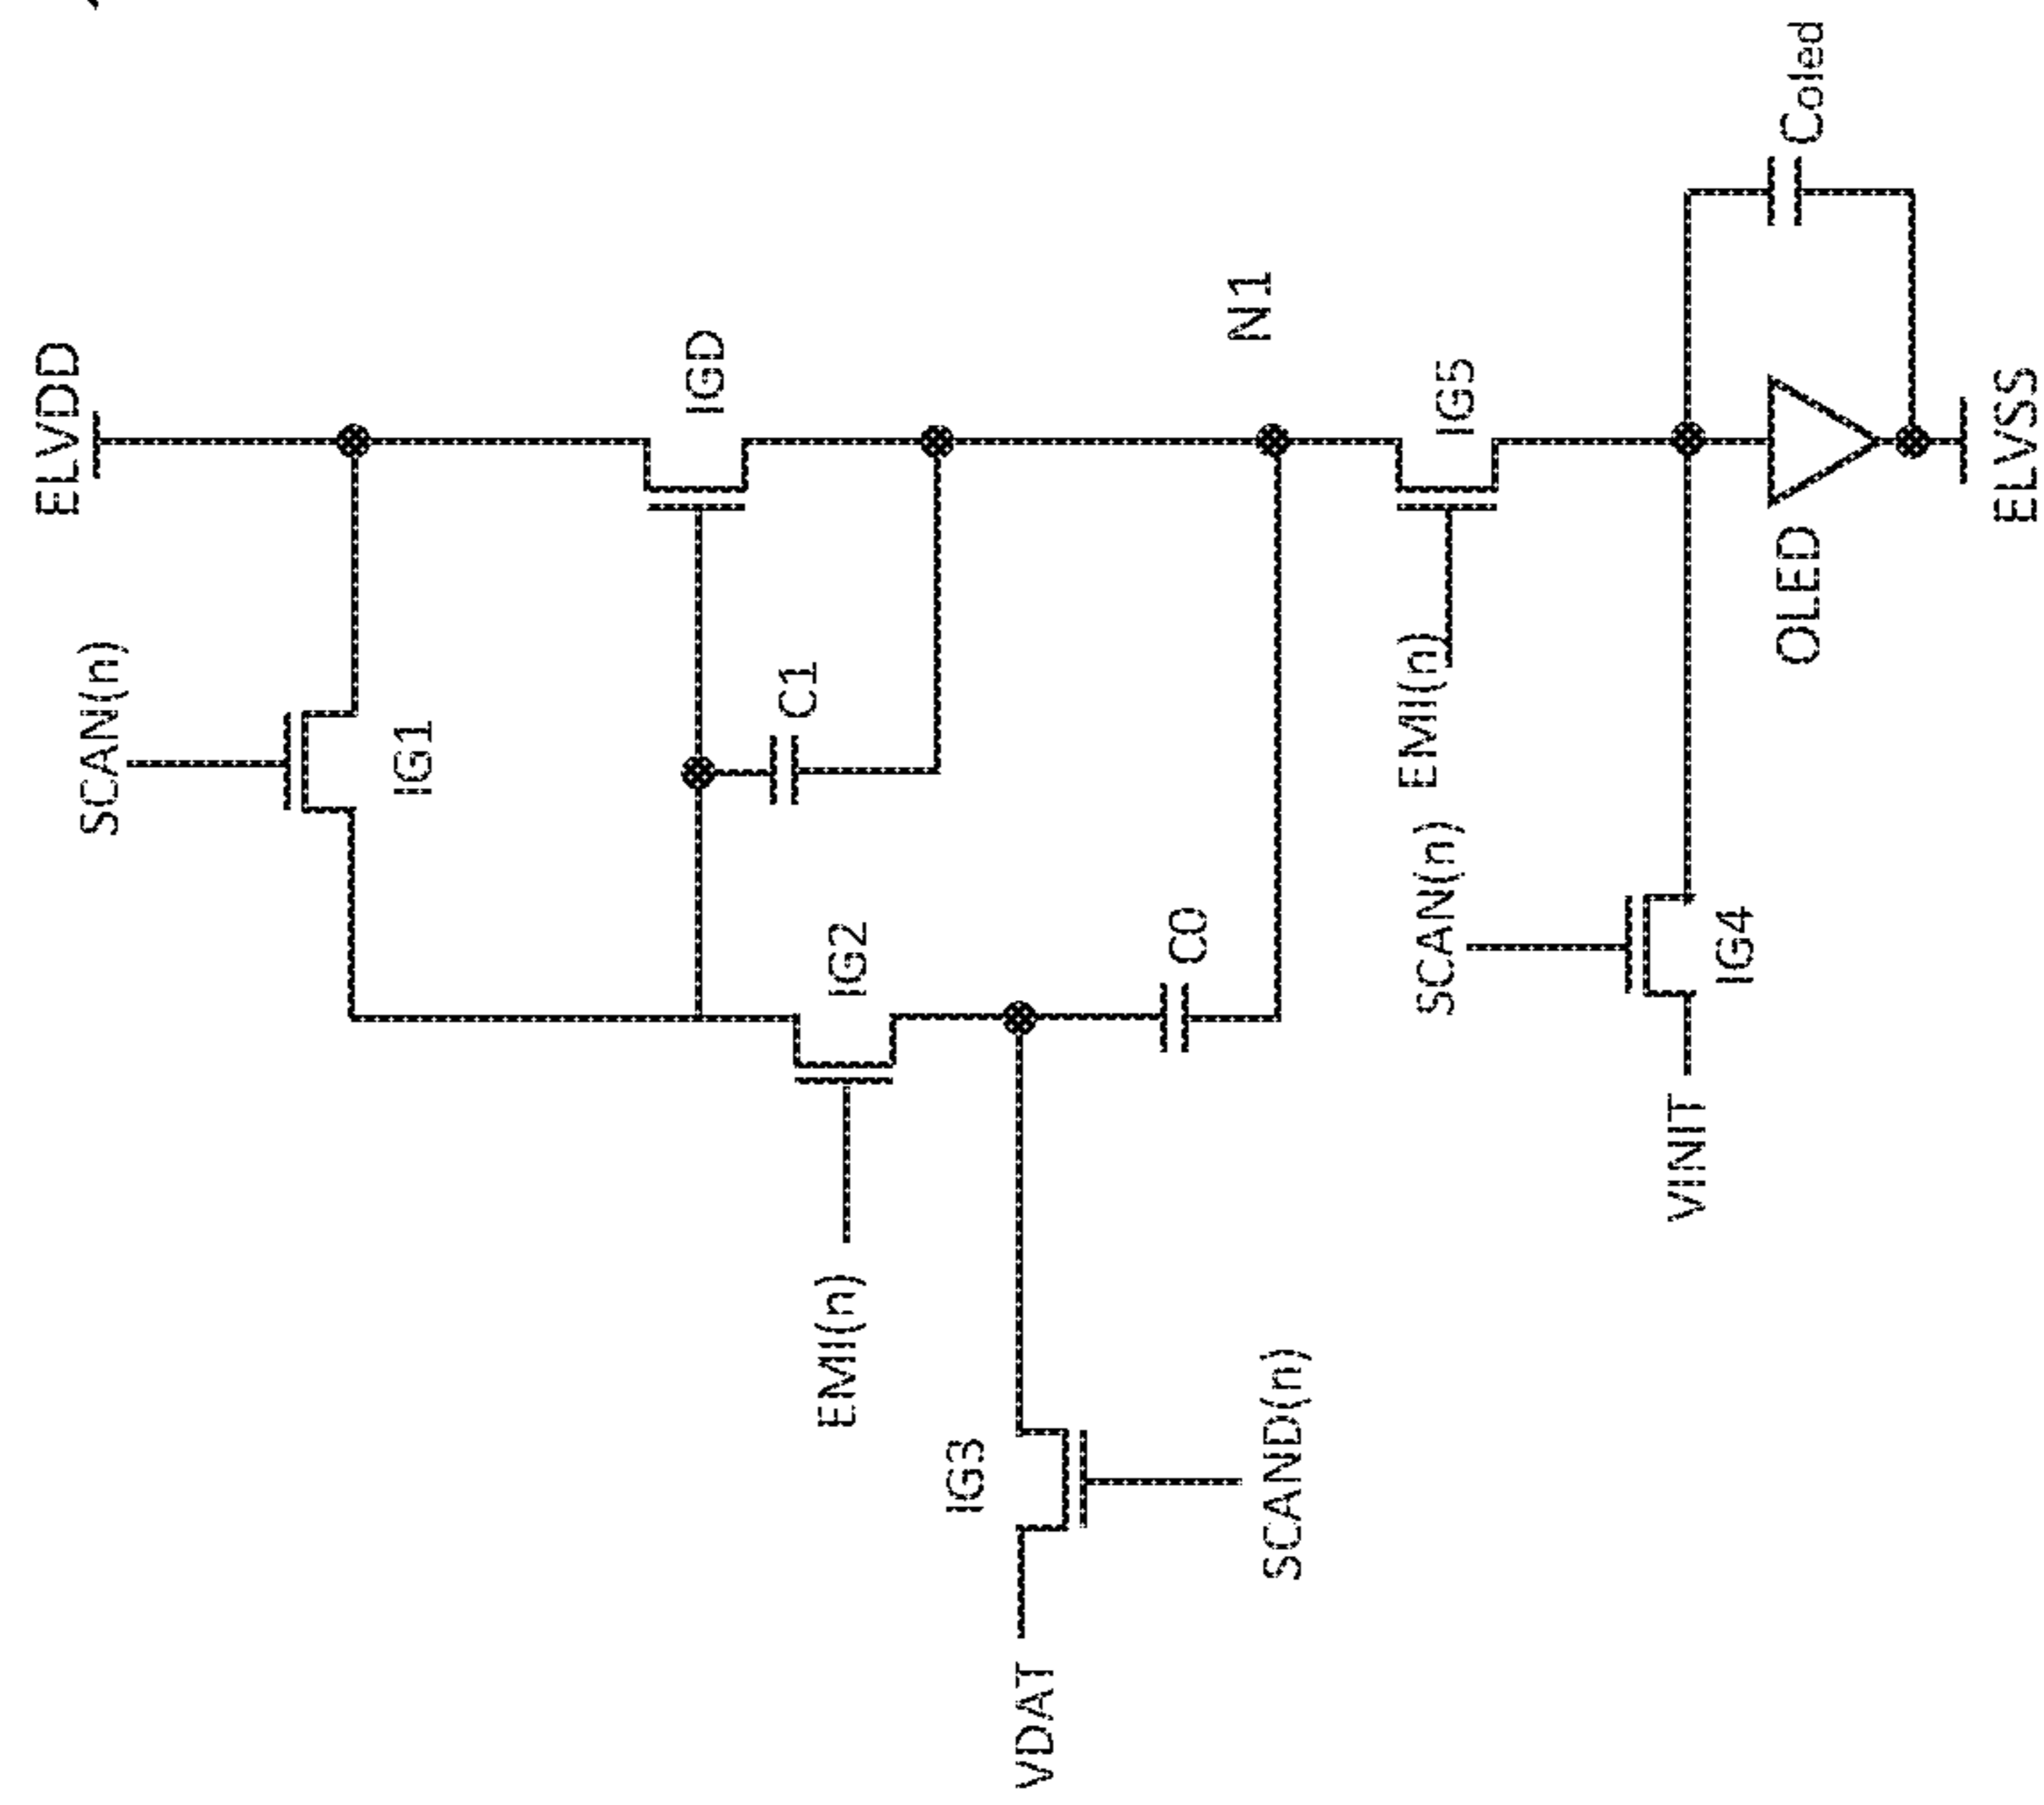 ELVDD
SCAN(n)
IG1
IGD
C1
IG2
EMI(n)
N1
C0
IG3
VDAT
SCAND(n)
IG5
EMI(n)
SCAN(n)
IG4
VINIT
Coled
OLED
ELVSS